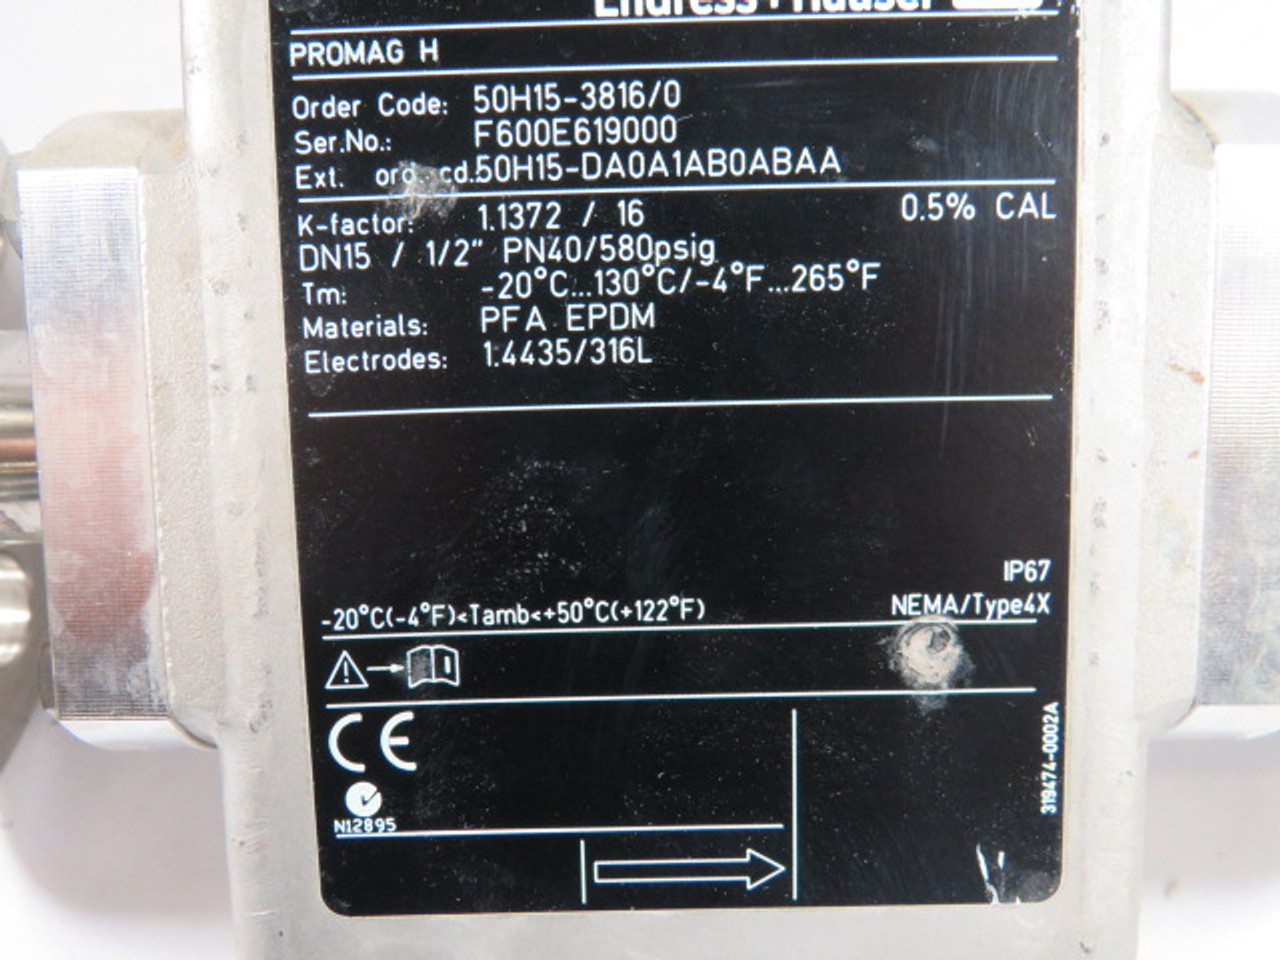 Endress+Hauser
PROMAG H
Order Code: 50H15-3816/0
Ser.No.: F600E619000
Ext. ord. cd.:50H15-DA0A1AB0ABAA
K-factor: 1.1372 / 16 0.5% CAL
DN15 / 1/2" PN40/580psig
Tm: -20°C...130°C/-4°F...265°F
Materials: PFA EPDM
Electrodes: 1.4435/316L
IP67
-20°C(-4°F)<Tamb<+50°C(+122°F) NEMA/Type4X
CE
N12895
319474-0002A